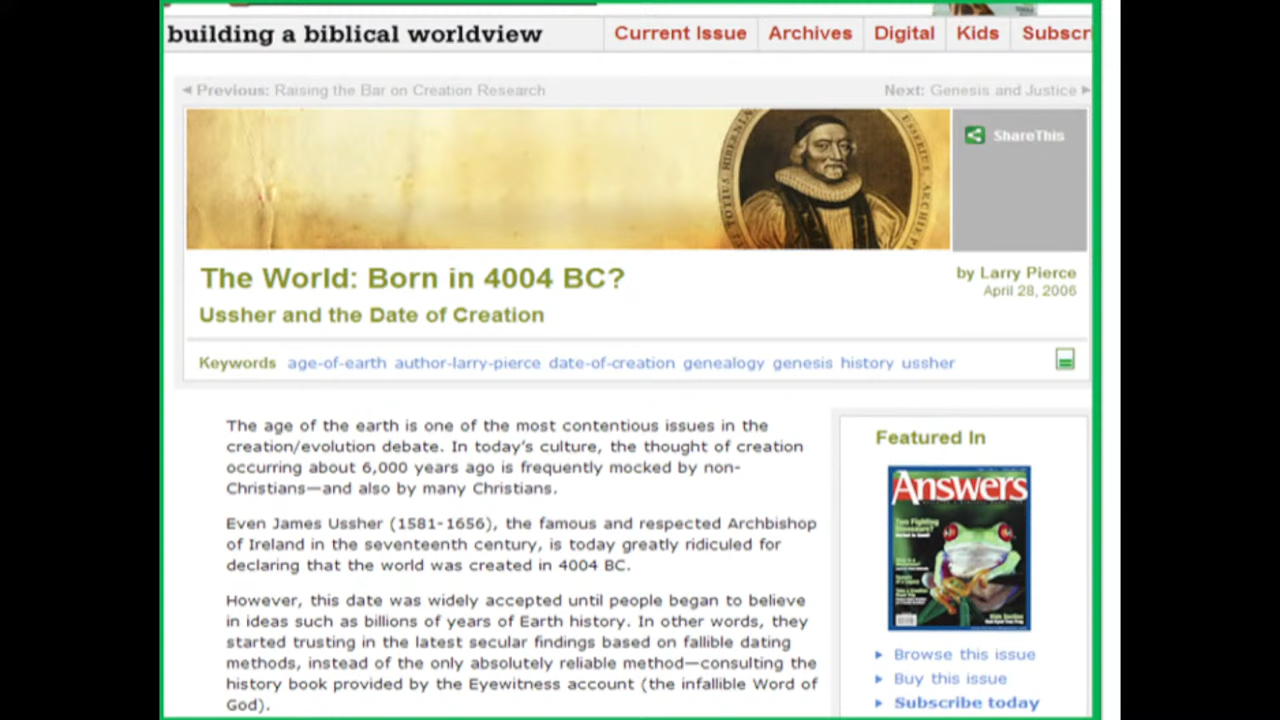 building a biblical worldview
Current Issue
Archives
Digital
Kids
Subscr
Previous: Raising the Bar on Creation Research
Next: Genesis and Justice
ShareThis
The World: Born in 4004 BC?
by Larry Pierce
April 28, 2006
Ussher and the Date of Creation
Keywords age-of-earth author-larry-pierce date-of-creation genealogy genesis history ussher
The age of the earth is one of the most contentious issues in the
creation/evolution debate. In today's culture, the thought of creation
occurring about 6,000 years ago is frequently mocked by non-
Christians—and also by many Christians.
Even James Ussher (1581-1656), the famous and respected Archbishop
of Ireland in the seventeenth century, is today greatly ridiculed for
declaring that the world was created in 4004 BC.
However, this date was widely accepted until people began to believe
in ideas such as billions of years of Earth history. In other words, they
started trusting in the latest secular findings based on fallible dating
methods, instead of the only absolutely reliable method—consulting the
history book provided by the Eyewitness account (the infallible Word of
God).
Featured In
Answers
Browse this issue
Buy this issue
Subscribe today